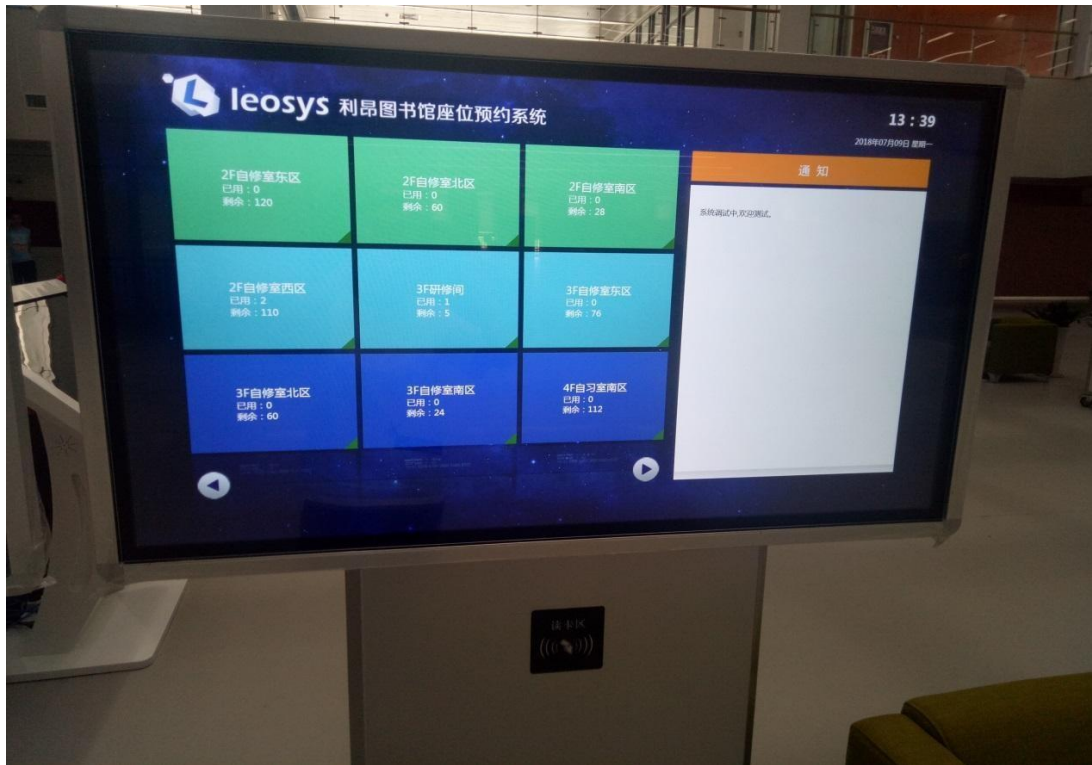 leosys 利昂图书馆座位预约系统
13：39
2018年07月09日 星期一
2F自修室东区
已用：0
剩余：120
2F自修室北区
已用：0
剩余：60
2F自修室南区
已用：0
剩余：28
2F自修室西区
已用：2
剩余：110
3F研修间
已用：1
剩余：5
3F自修室东区
已用：0
剩余：76
3F自修室北区
已用：0
剩余：60
3F自修室南区
已用：0
剩余：24
4F自习室南区
已用：0
剩余：112
通 知
系统调试中,欢迎测试。
读卡区